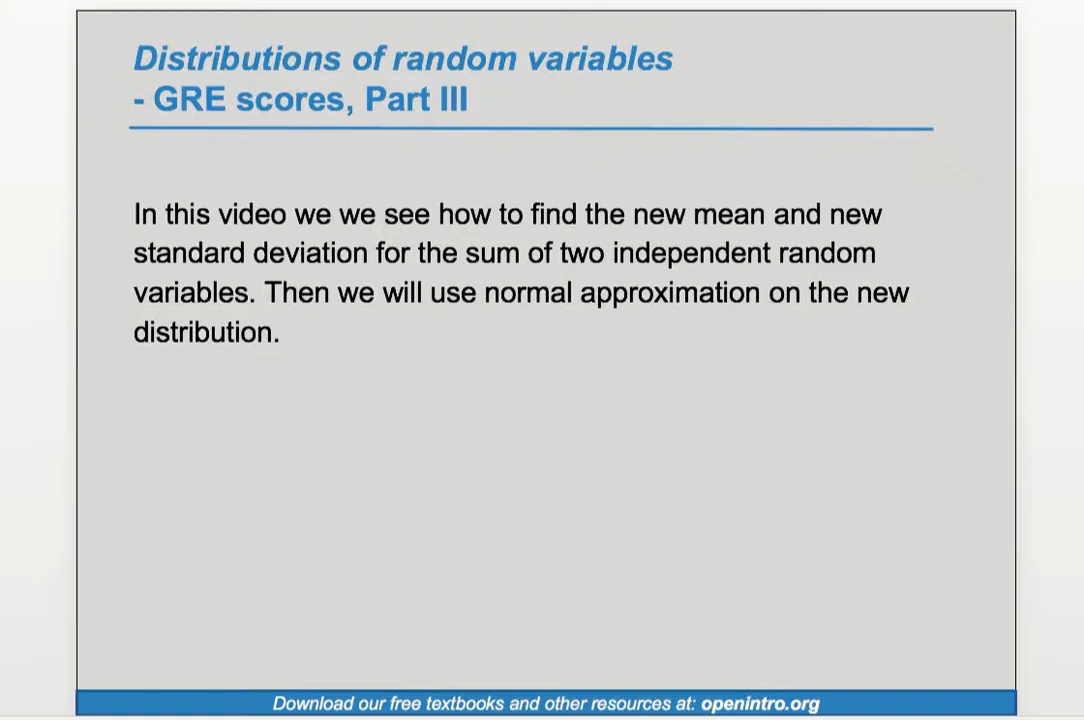 Distributions of random variables
- GRE scores, Part III
In this video we we see how to find the new mean and new
standard deviation for the sum of two independent random
variables. Then we will use normal approximation on the new
distribution.
Download our free textbooks and other resources at: openintro.org